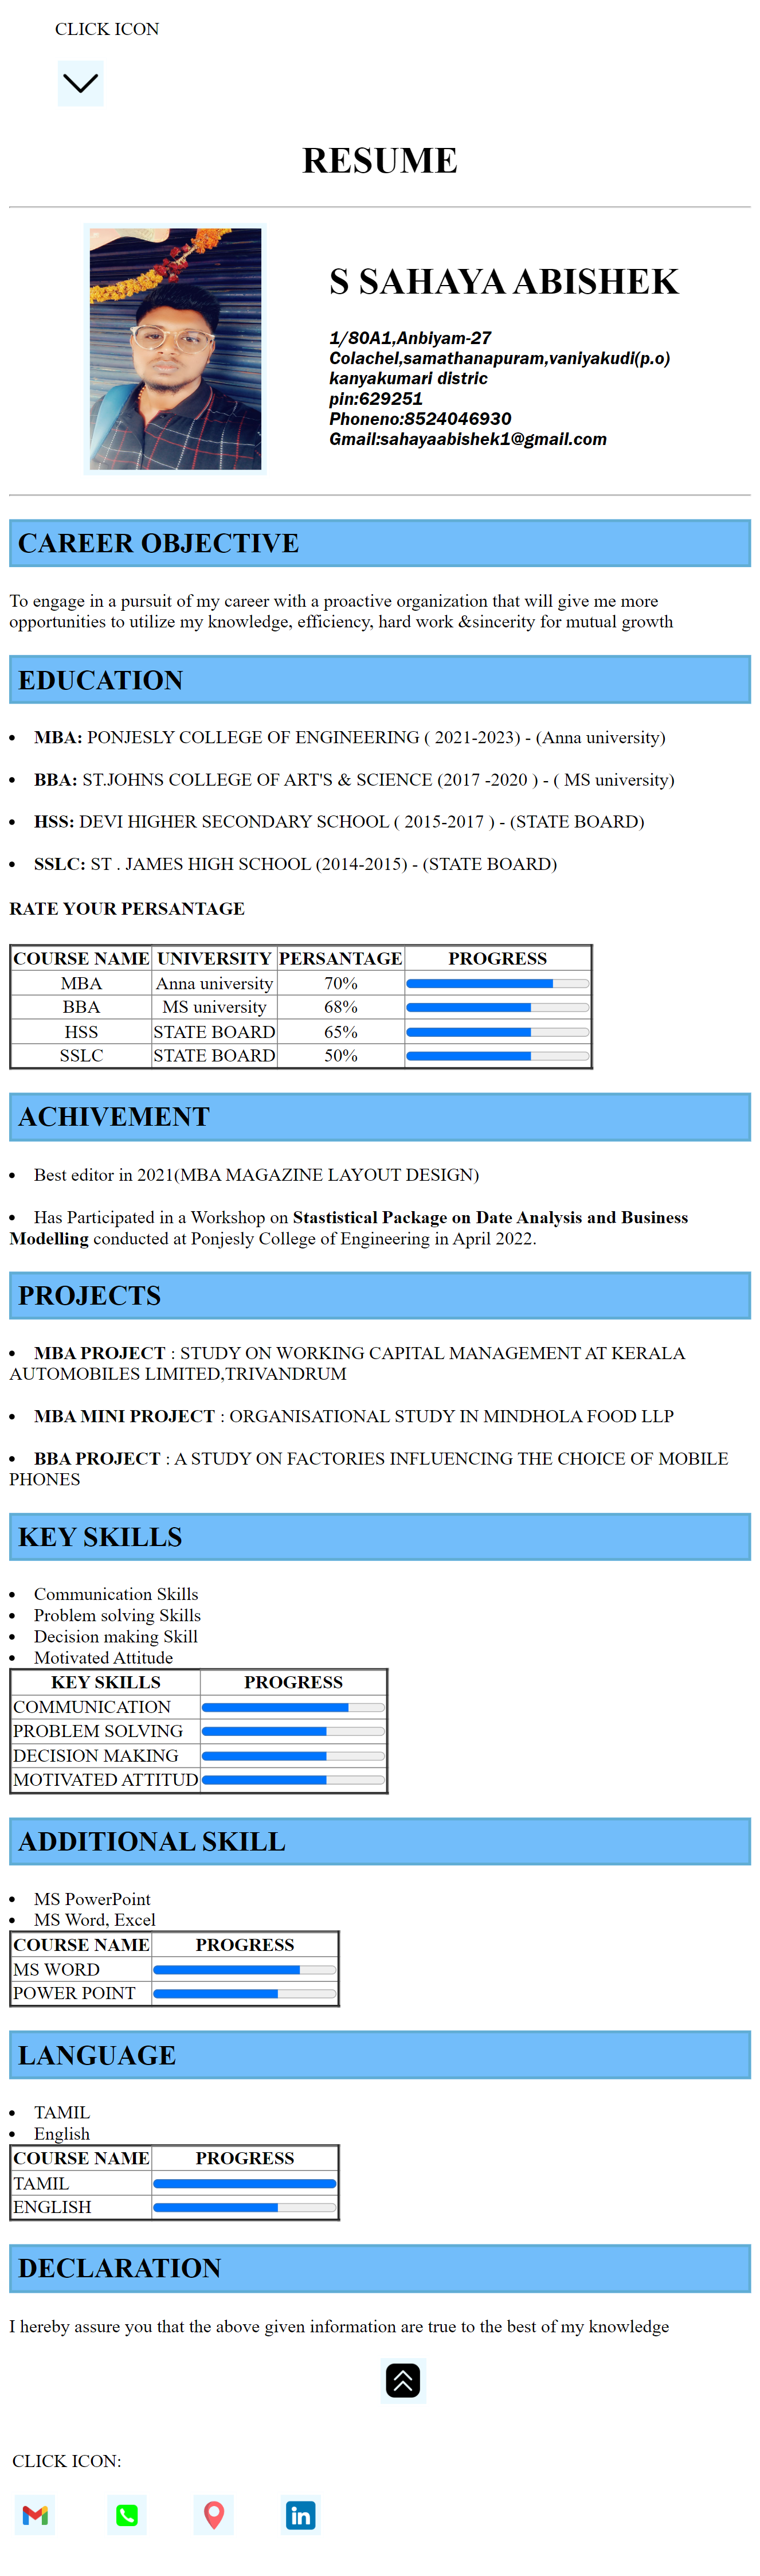 CLICK ICON
RESUME
S SAHAYA ABISHEK
1/80A1,Anbiyam-27
Colachel,samathanapuram,vaniyakudi(p.o)
kanyakumari distric
pin:629251
Phoneno:8524046930
Gmail:sahayaabishek1@gmail.com
CAREER OBJECTIVE
To engage in a pursuit of my career with a proactive organization that will give me more
opportunities to utilize my knowledge, efficiency, hard work &sincerity for mutual growth
EDUCATION
• MBA: PONJESLY COLLEGE OF ENGINEERING ( 2021-2023) - (Anna university)
• BBA: ST.JOHNS COLLEGE OF ART'S & SCIENCE (2017 -2020 ) - ( MS university)
• HSS: DEVI HIGHER SECONDARY SCHOOL ( 2015-2017 ) - (STATE BOARD)
• SSLC: ST . JAMES HIGH SCHOOL (2014-2015) - (STATE BOARD)
RATE YOUR PERSANTAGE
COURSE NAME UNIVERSITY PERSANTAGE PROGRESS
MBA Anna university 70%
BBA MS university 68%
HSS STATE BOARD 65%
SSLC STATE BOARD 50%
ACHIVEMENT
• Best editor in 2021(MBA MAGAZINE LAYOUT DESIGN)
• Has Participated in a Workshop on Stastistical Package on Date Analysis and Business
Modelling conducted at Ponjesly College of Engineering in April 2022.
PROJECTS
• MBA PROJECT : STUDY ON WORKING CAPITAL MANAGEMENT AT KERALA
AUTOMOBILES LIMITED,TRIVANDRUM
• MBA MINI PROJECT : ORGANISATIONAL STUDY IN MINDHOLA FOOD LLP
• BBA PROJECT : A STUDY ON FACTORIES INFLUENCING THE CHOICE OF MOBILE
PHONES
KEY SKILLS
• Communication Skills
• Problem solving Skills
• Decision making Skill
• Motivated Attitude
KEY SKILLS PROGRESS
COMMUNICATION
PROBLEM SOLVING
DECISION MAKING
MOTIVATED ATTITUD
ADDITIONAL SKILL
• MS PowerPoint
• MS Word, Excel
COURSE NAME PROGRESS
MS WORD
POWER POINT
LANGUAGE
• TAMIL
• English
COURSE NAME PROGRESS
TAMIL
ENGLISH
DECLARATION
I hereby assure you that the above given information are true to the best of my knowledge
CLICK ICON:
in